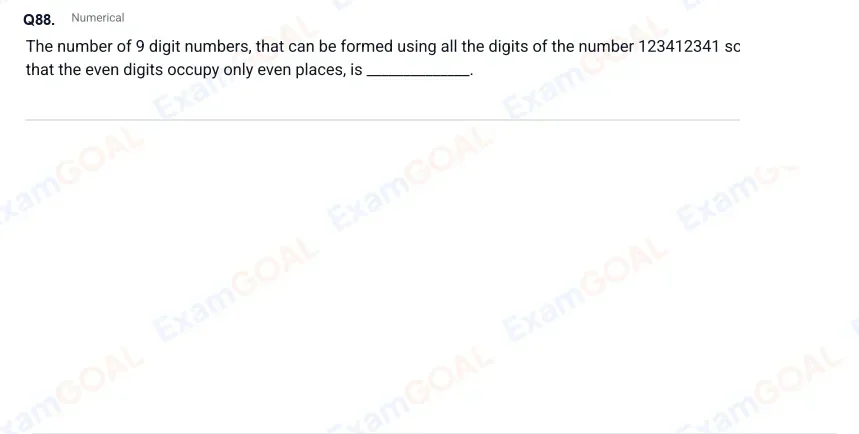 Q88. Numerical
The number of 9 digit numbers, that can be formed using all the digits of the number 123412341 so
that the even digits occupy only even places, is ______________.
ExamGOAL
ExamGOAL
ExamGOAL
ExamGOAL
ExamGOAL
ExamGOAL